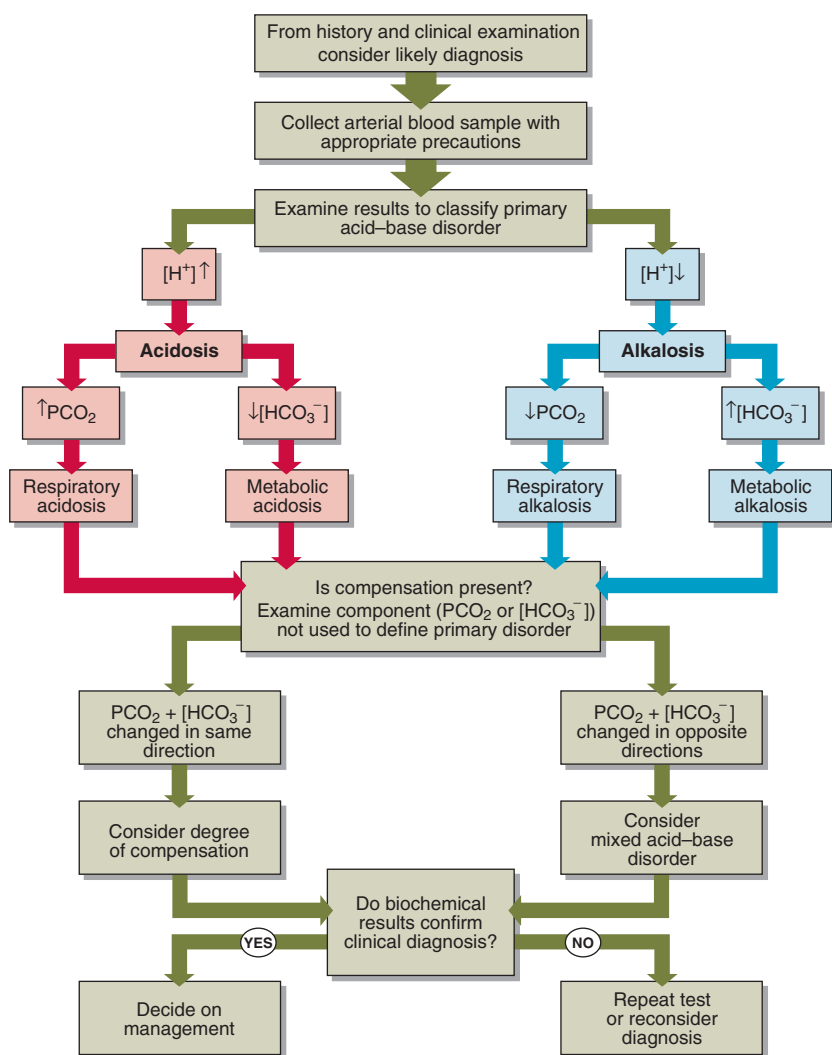 From history and clinical examination
consider likely diagnosis
Collect arterial blood sample with
appropriate precautions
Examine results to classify primary
acid–base disorder
[H⁺]↑
[H⁺]↓
Acidosis
Alkalosis
↑PCO₂
↓[HCO₃⁻]
↓PCO₂
↑[HCO₃⁻]
Respiratory
acidosis
Metabolic
acidosis
Respiratory
alkalosis
Metabolic
alkalosis
Is compensation present?
Examine component (PCO₂ or [HCO₃⁻])
not used to define primary disorder
PCO₂ + [HCO₃⁻]
changed in same
direction
PCO₂ + [HCO₃⁻]
changed in opposite
directions
Consider degree
of compensation
Consider
mixed acid–base
disorder
Do biochemical
results confirm
clinical diagnosis?
YES
NO
Decide on
management
Repeat test
or reconsider
diagnosis